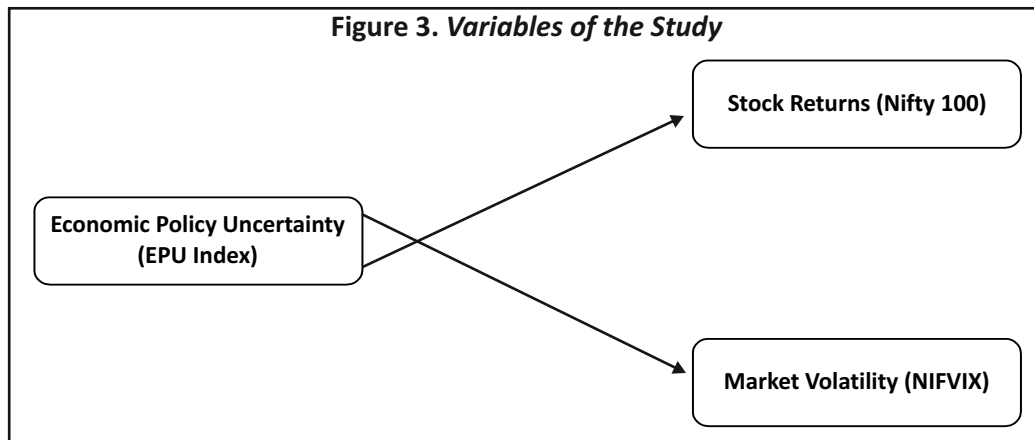 Figure 3. Variables of the Study
Stock Returns (Nifty 100)
Economic Policy Uncertainty
(EPU Index)
Market Volatility (NIFVIX)